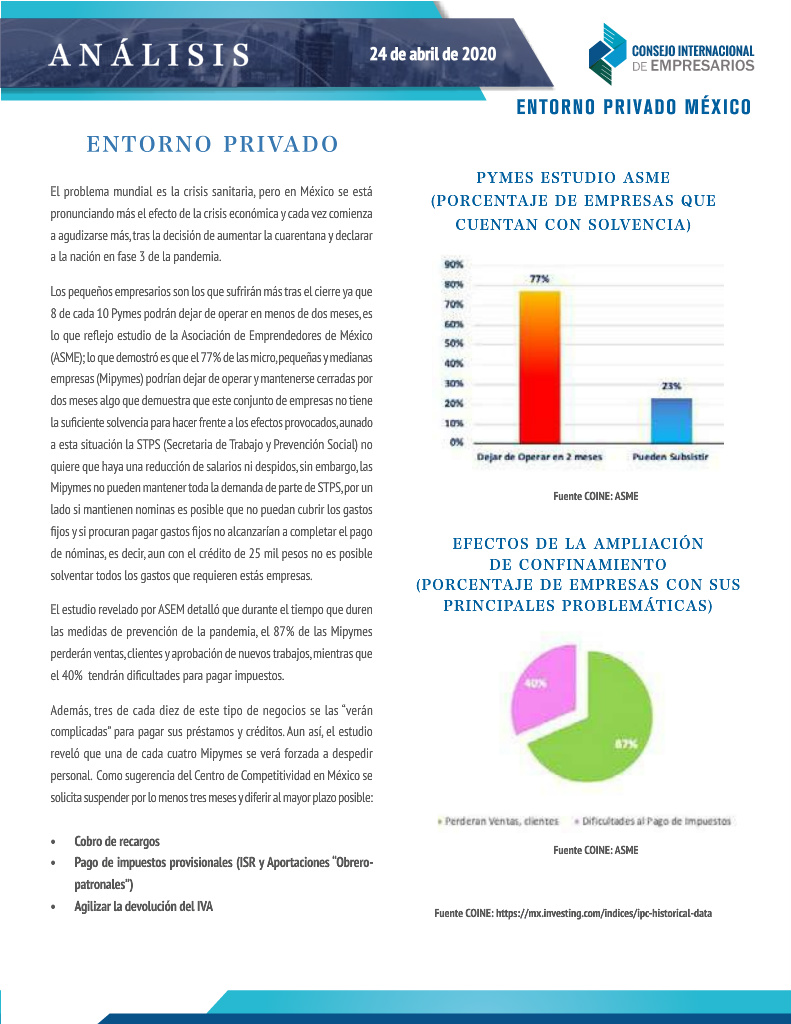 ANÁLISIS
24 de abril de 2020
CONSEJO INTERNACIONAL
DE EMPRESARIOS
ENTORNO PRIVADO MÉXICO
ENTORNO PRIVADO
El problema mundial es la crisis sanitaria, pero en México se está
pronunciando más el efecto de la crisis económica y cada vez comienza
a agudizarse más, tras la decisión de aumentar la cuarentena y declarar
a la nación en fase 3 de la pandemia.
Los pequeños empresarios son los que sufrirán más tras el cierre ya que
8 de cada 10 Pymes podrán dejar de operar en menos de dos meses, es
lo que reflejo estudio de la Asociación de Emprendedores de México
(ASME); lo que demostró es que el 77% de las micro, pequeñas y medianas
empresas (Mipymes) podrían dejar de operar y mantenerse cerradas por
dos meses algo que demuestra que este conjunto de empresas no tiene
la suficiente solvencia para hacer frente a los efectos provocados, aunado
a esta situación la STPS (Secretaria de Trabajo y Prevención Social) no
quiere que haya una reducción de salarios ni despidos, sin embargo, las
Mipymes no pueden mantener toda la demanda de parte de STPS, por un
lado si mantienen nominas es posible que no puedan cubrir los gastos
fijos y si procuran pagar gastos fijos no alcanzarían a completar el pago
de nóminas, es decir, aun con el crédito de 25 mil pesos no es posible
solventar todos los gastos que requieren estás empresas.
El estudio revelado por ASEM detalló que durante el tiempo que duren
las medidas de prevención de la pandemia, el 87% de las Mipymes
perderán ventas, clientes y aprobación de nuevos trabajos, mientras que
el 40% tendrán dificultades para pagar impuestos.
Además, tres de cada diez de este tipo de negocios se las “verán
complicadas” para pagar sus préstamos y créditos. Aun así, el estudio
reveló que una de cada cuatro Mipymes se verá forzada a despedir
personal. Como sugerencia del Centro de Competitividad en México se
solicita suspender por lo menos tres meses y diferir al mayor plazo posible:
• Cobro de recargos
• Pago de impuestos provisionales (ISR y Aportaciones “Obrero-
patronales”)
• Agilizar la devolución del IVA
PYMES ESTUDIO ASME
(PORCENTAJE DE EMPRESAS QUE
CUENTAN CON SOLVENCIA)
90%
80%
70%
60%
50%
40%
30%
20%
10%
0%
77%
23%
Dejar de Operar en 2 meses
Pueden Subsistir
Fuente COINE: ASME
EFECTOS DE LA AMPLIACIÓN
DE CONFINAMIENTO
(PORCENTAJE DE EMPRESAS CON SUS
PRINCIPALES PROBLEMÁTICAS)
40%
87%
Perderan Ventas, clientes
Dificultades al Pago de Impuestos
Fuente COINE: ASME
Fuente COINE: https://mx.investing.com/indices/ipc-historical-data